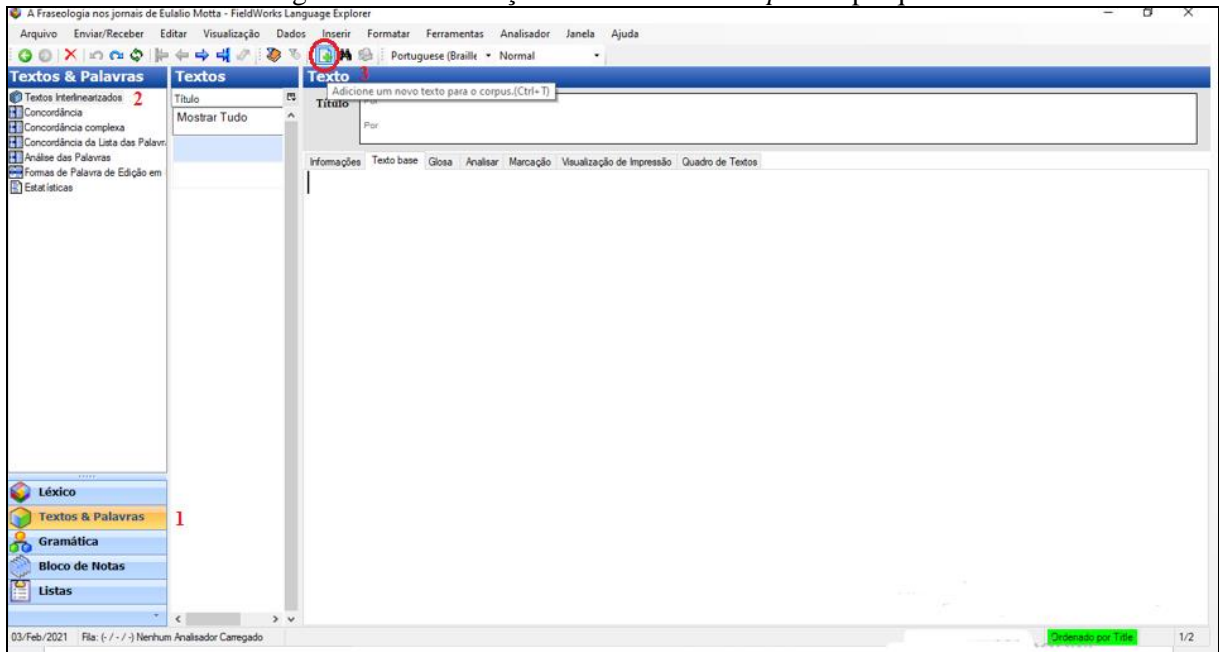 A Fraseologia nos jornais de Eulalio Motta - FieldWorks Language Explorer
Arquivo Enviar/Receber Editar Visualização Dados Inserir Formatar Ferramentas Analisador Janela Ajuda
Portuguese (Braille Normal
Textos & Palavras
Textos Interlinearizados 2
Concordância
Concordância complexa
Concordância da Lista das Palavr
Análise das Palavras
Formas de Palavra de Edição em
Estatísticas
Léxico
Textos & Palavras 1
Gramática
Bloco de Notas
Listas
Textos
Título
Mostrar Tudo
Texto 3
Adicione um novo texto para o corpus.(Ctrl+T)
Título Por
Por
Informações Texto base Glosa Analisar Marcação Visualização de Impressão Quadro de Textos
03/Feb/2021 Fila: (- / - / -) Nenhum Analisador Carregado Ordenado por Title 1/2